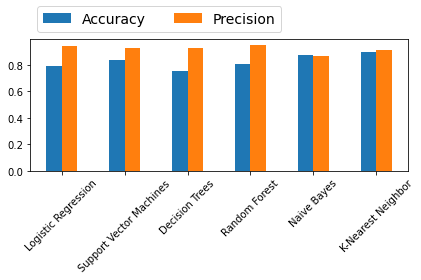 Accuracy Precision
0.8
0.6
0.4
0.2
0.0
Logistic Regression
Support Vector Machines
Decision Trees
Random Forest
Naive Bayes
K-Nearest Neighbor